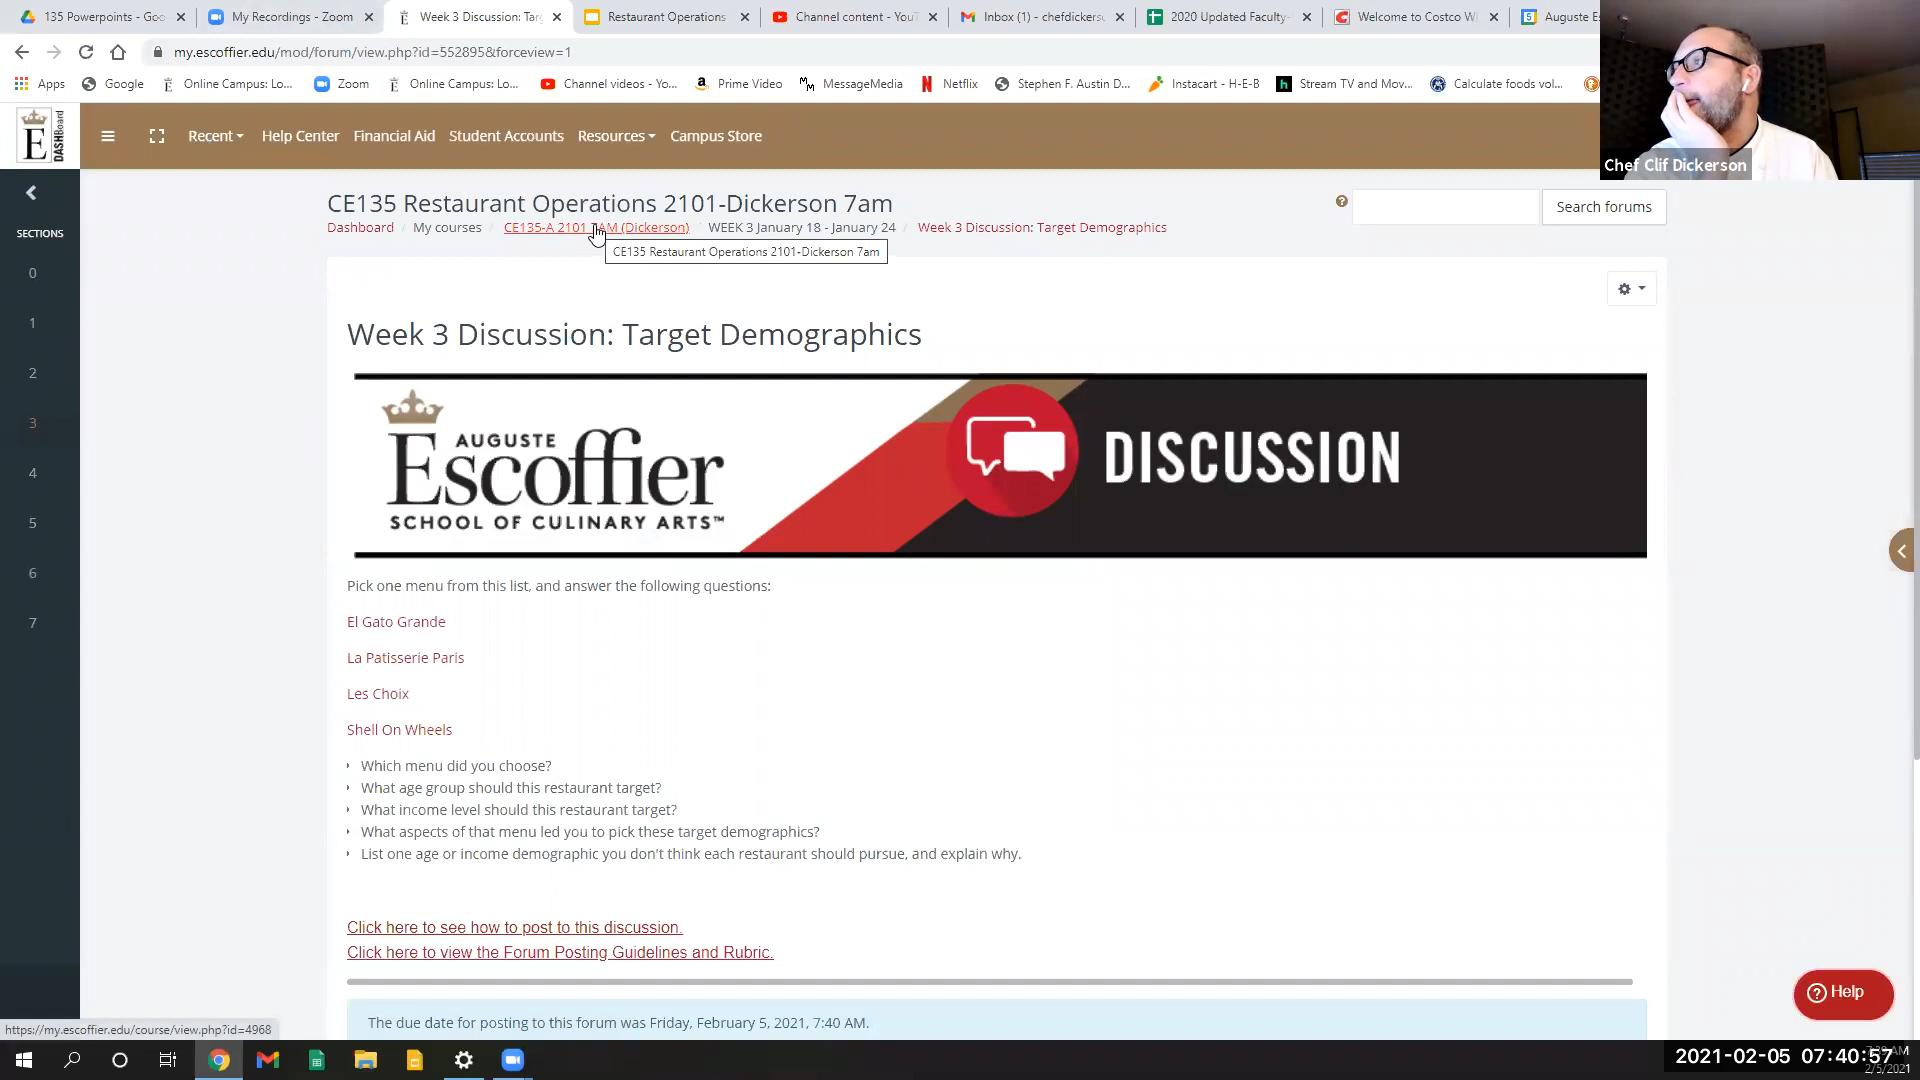 135 Powerpoints - Goo
My Recordings - Zoom
Week 3 Discussion: Tar
Restaurant Operations
Channel content - YouT
Inbox (1) - chefdickers
2020 Updated Faculty-
Welcome to Costco W
Auguste Es
my.escoffier.edu/mod/forum/view.php?id=552895&forceview=1
Apps
Google
Online Campus: Lo...
Zoom
Online Campus: Lo...
Channel videos - Yo...
Prime Video
MessageMedia
Netflix
Stephen F. Austin D...
Instacart - H-E-B
Stream TV and Mov...
Calculate foods vol...
E DASHBoard
Recent
Help Center
Financial Aid
Student Accounts
Resources
Campus Store
Chef Clif Dickerson
SECTIONS
0
1
2
3
4
5
6
7
CE135 Restaurant Operations 2101-Dickerson 7am
Search forums
Dashboard / My courses / CE135-A 2101 7AM (Dickerson) / WEEK 3 January 18 - January 24 / Week 3 Discussion: Target Demographics
CE135 Restaurant Operations 2101-Dickerson 7am
Week 3 Discussion: Target Demographics
AUGUSTE
Escoffier
SCHOOL OF CULINARY ARTS™
DISCUSSION
Pick one menu from this list, and answer the following questions:
El Gato Grande
La Patisserie Paris
Les Choix
Shell On Wheels
Which menu did you choose?
What age group should this restaurant target?
What income level should this restaurant target?
What aspects of that menu led you to pick these target demographics?
List one age or income demographic you don't think each restaurant should pursue, and explain why.
Click here to see how to post to this discussion.
Click here to view the Forum Posting Guidelines and Rubric.
The due date for posting to this forum was Friday, February 5, 2021, 7:40 AM.
Help
https://my.escoffier.edu/course/view.php?id=4968
2021-02-05 07:40:57
2/5/2021